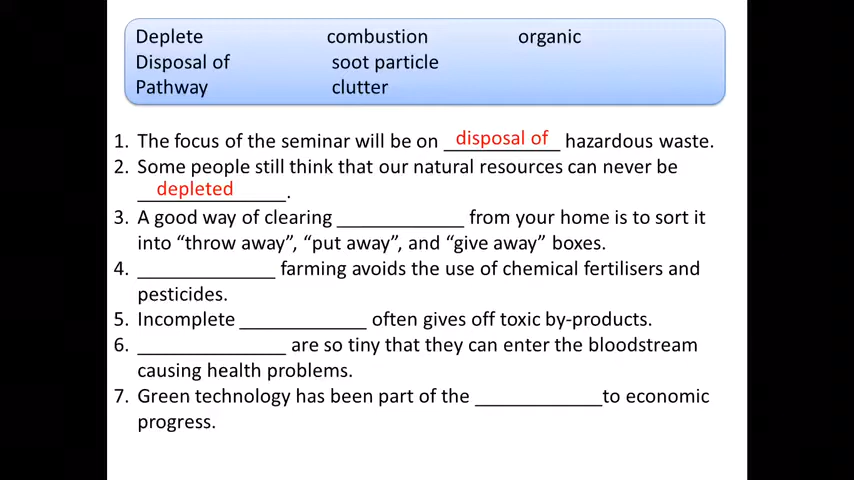 Deplete combustion organic
Disposal of soot particle
Pathway clutter
1. The focus of the seminar will be on disposal of hazardous waste.
2. Some people still think that our natural resources can never be
depleted.
3. A good way of clearing ____________ from your home is to sort it
into “throw away”, “put away”, and “give away” boxes.
4. _____________ farming avoids the use of chemical fertilisers and
pesticides.
5. Incomplete ____________ often gives off toxic by-products.
6. ______________ are so tiny that they can enter the bloodstream
causing health problems.
7. Green technology has been part of the ____________to economic
progress.